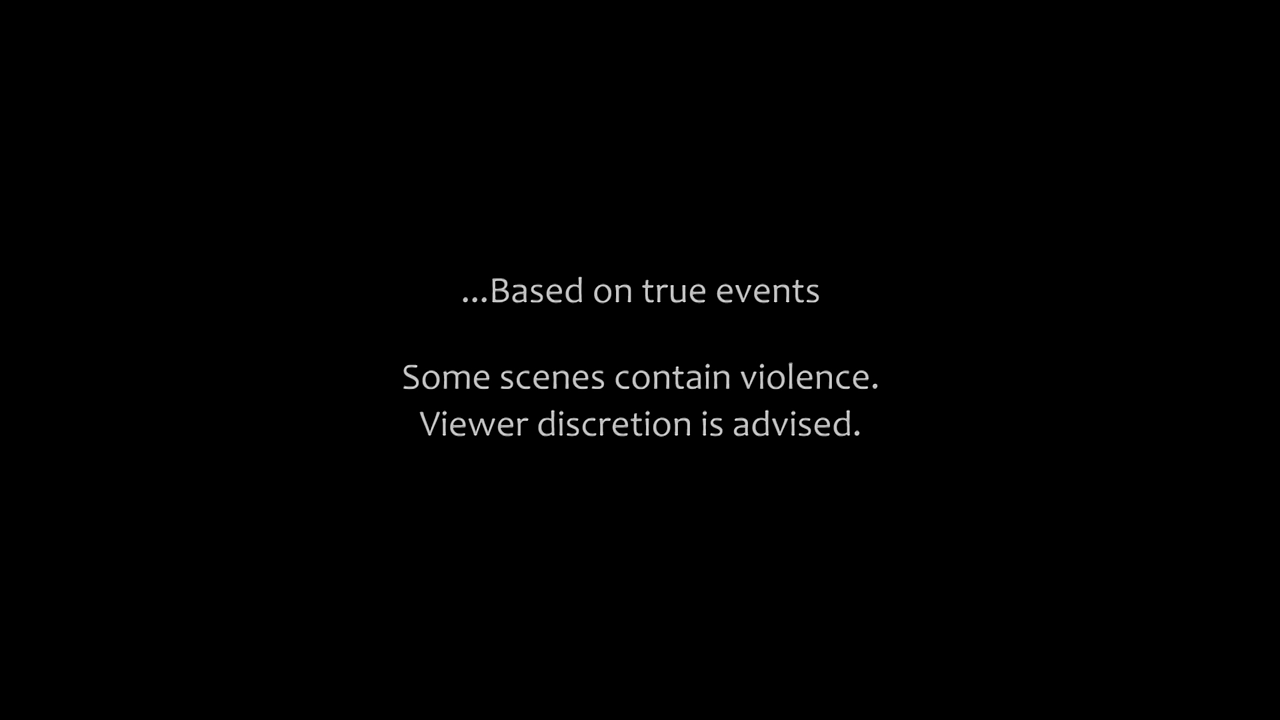 ...Based on true events
Some scenes contain violence.
Viewer discretion is advised.